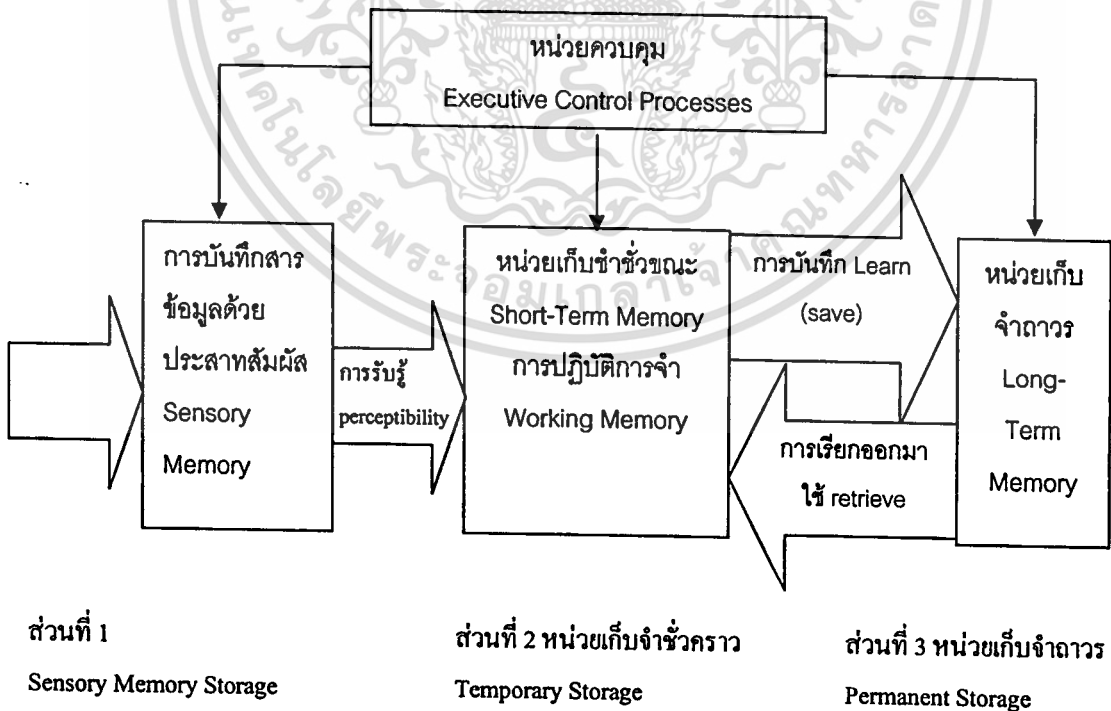 หน่วยควบคุม
Executive Control Processes
การบันทึกสาร
ข้อมูลด้วย
ประสาทสัมผัส
Sensory
Memory
การรับรู้
perceptibility
หน่วยเก็บชำชั่วขณะ
Short-Term Memory
การปฏิบัติการจำ
Working Memory
การบันทึก Learn
(save)
การเรียกออกมา
ใช้ retrieve
หน่วยเก็บ
จำถาวร
Long-
Term
Memory
ส่วนที่ 1
Sensory Memory Storage
ส่วนที่ 2 หน่วยเก็บจำชั่วคราว
Temporary Storage
ส่วนที่ 3 หน่วยเก็บจำถาวร
Permanent Storage